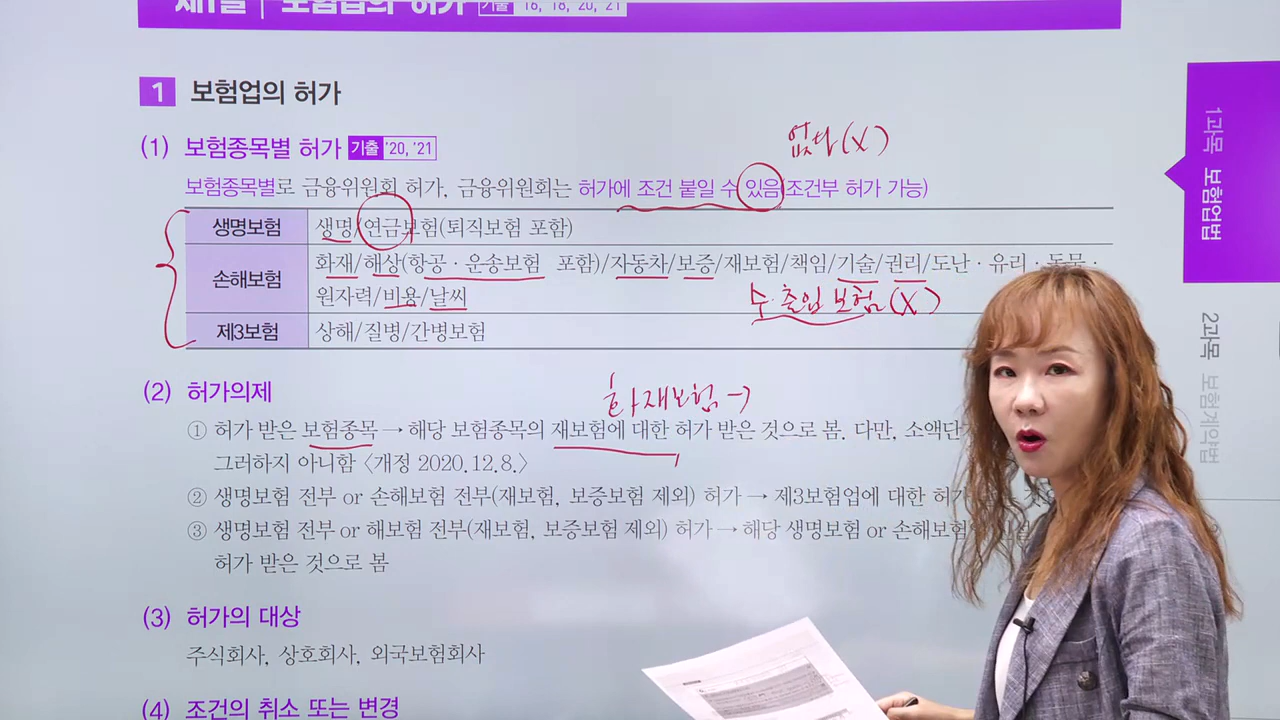 제1절 보험업의 허가 기출 '16, '18, '20, '21
1 보험업의 허가
(1) 보험종목별 허가 기출 '20, '21
없다(X)
보험종목별로 금융위원회 허가, 금융위원회는 허가에 조건 붙일 수 있음(조건부 허가 가능)
생명보험 생명/연금보험(퇴직보험 포함)
손해보험 화재/해상(항공·운송보험 포함)/자동차/보증/재보험/책임/기술/권리/도난·유리·동물·
원자력/비용/날씨
수·출입 보험(X)
제3보험 상해/질병/간병보험
(2) 허가의제
화재보험→
① 허가 받은 보험종목 → 해당 보험종목의 재보험에 대한 허가 받은 것으로 봄. 다만, 소액단
그러하지 아니함 〈개정 2020.12.8.〉
② 생명보험 전부 or 손해보험 전부(재보험, 보증보험 제외) 허가 → 제3보험업에 대한 허가
③ 생명보험 전부 or 해보험 전부(재보험, 보증보험 제외) 허가 → 해당 생명보험 or 손해보험
허가 받은 것으로 봄
(3) 허가의 대상
주식회사, 상호회사, 외국보험회사
(4) 조건의 취소 또는 변경
1과목 보험업법
2과목 보험계약법